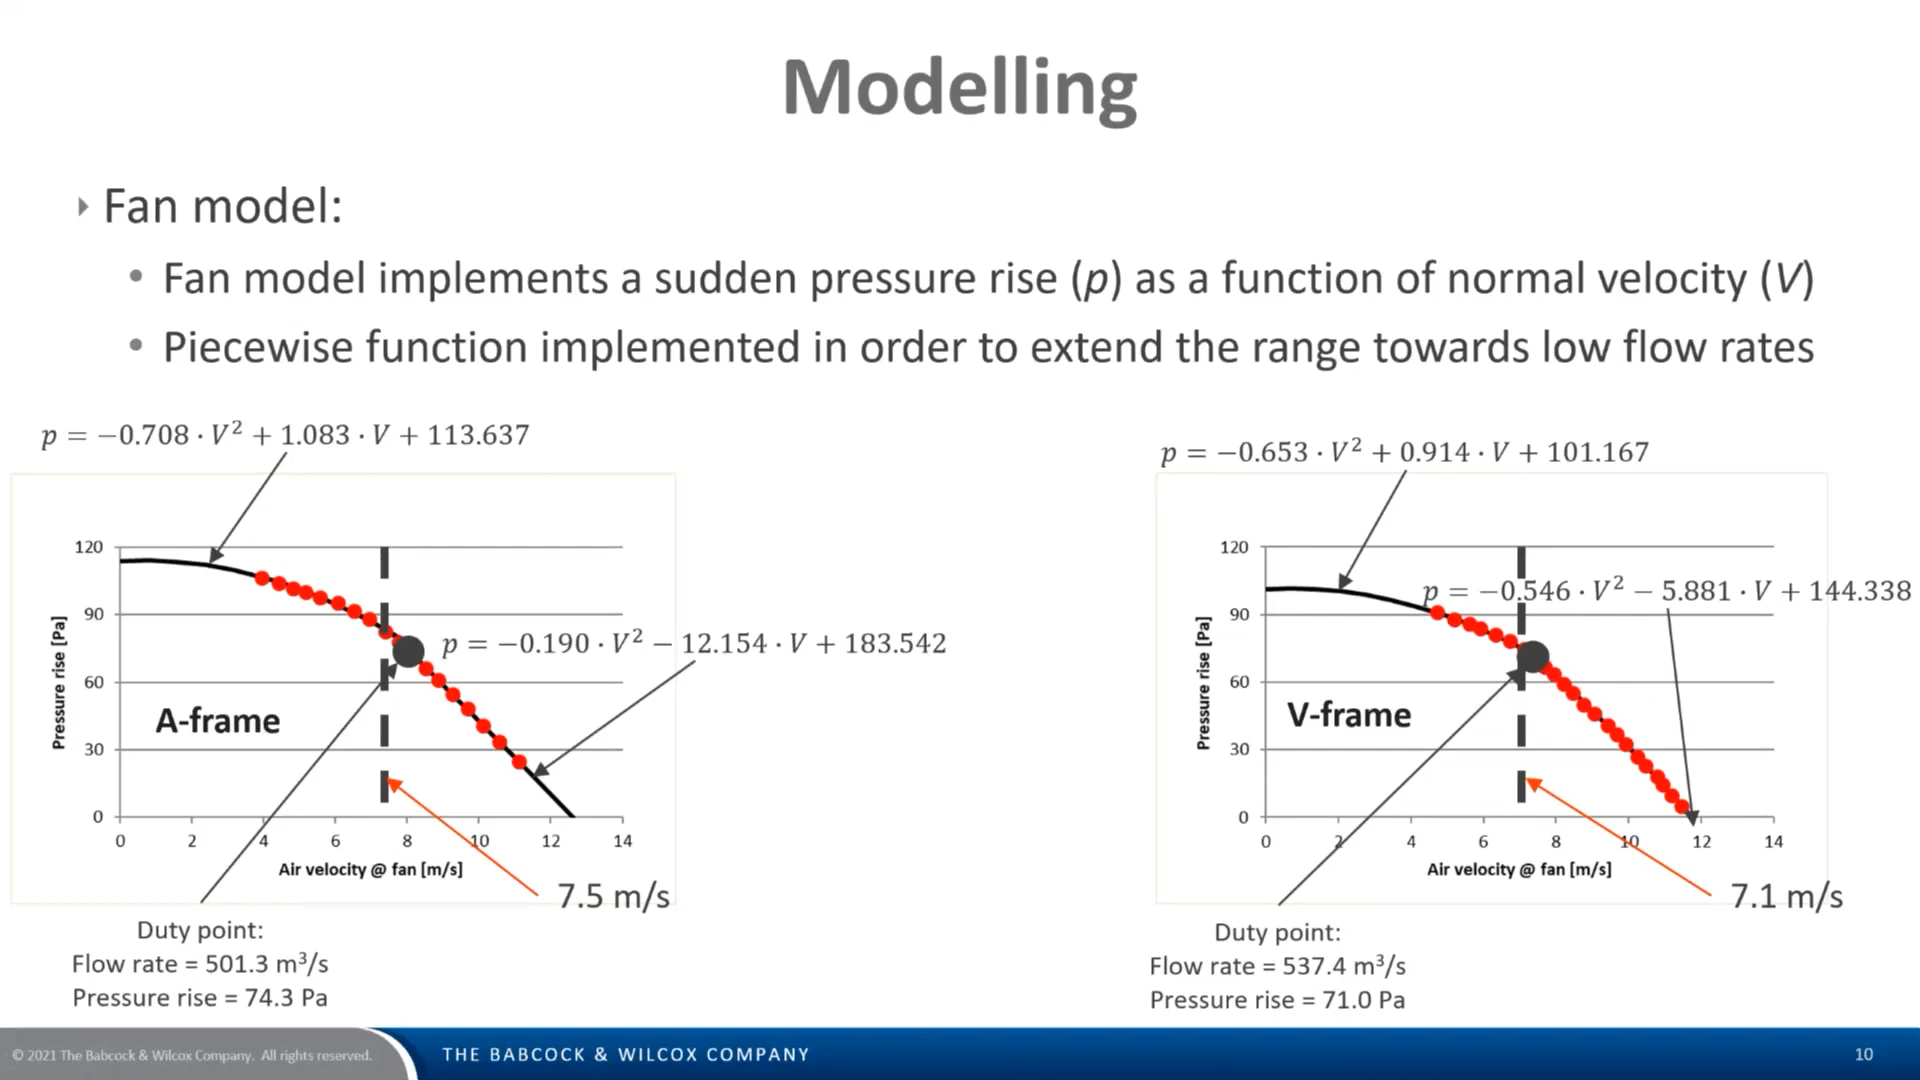 Modelling
Fan model:
• Fan model implements a sudden pressure rise (p) as a function of normal velocity (V)
• Piecewise function implemented in order to extend the range towards low flow rates
p = −0.708 · V² + 1.083 · V + 113.637
120
90
60
30
0
Pressure rise [Pa]
p = −0.190 · V² − 12.154 · V + 183.542
A-frame
0 2 4 6 8 10 12 14
Air velocity @ fan [m/s]
7.5 m/s
Duty point:
Flow rate = 501.3 m³/s
Pressure rise = 74.3 Pa
p = −0.653 · V² + 0.914 · V + 101.167
120
90
60
30
0
Pressure rise [Pa]
p = −0.546 · V² − 5.881 · V + 144.338
V-frame
0 2 4 6 8 10 12 14
Air velocity @ fan [m/s]
7.1 m/s
Duty point:
Flow rate = 537.4 m³/s
Pressure rise = 71.0 Pa
© 2021 The Babcock & Wilcox Company. All rights reserved.
THE BABCOCK & WILCOX COMPANY
10